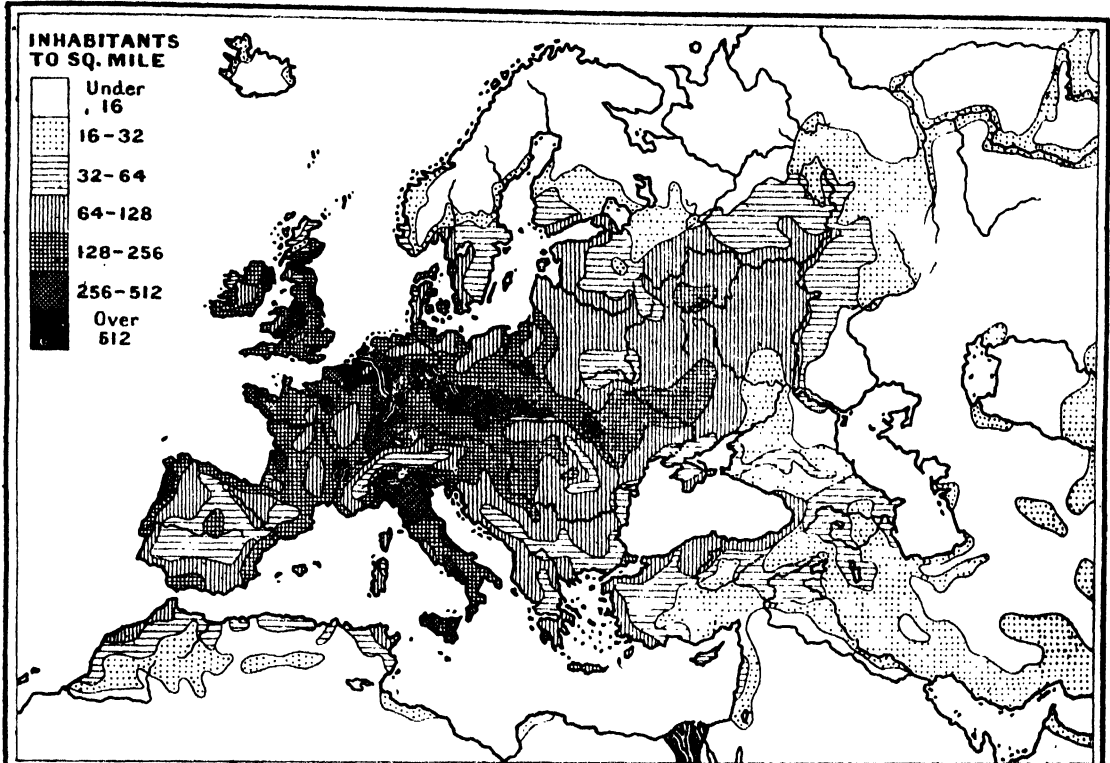 INHABITANTS
TO SQ. MILE
Under
16
16-32
32-64
64-128
128-256
256-512
Over
512